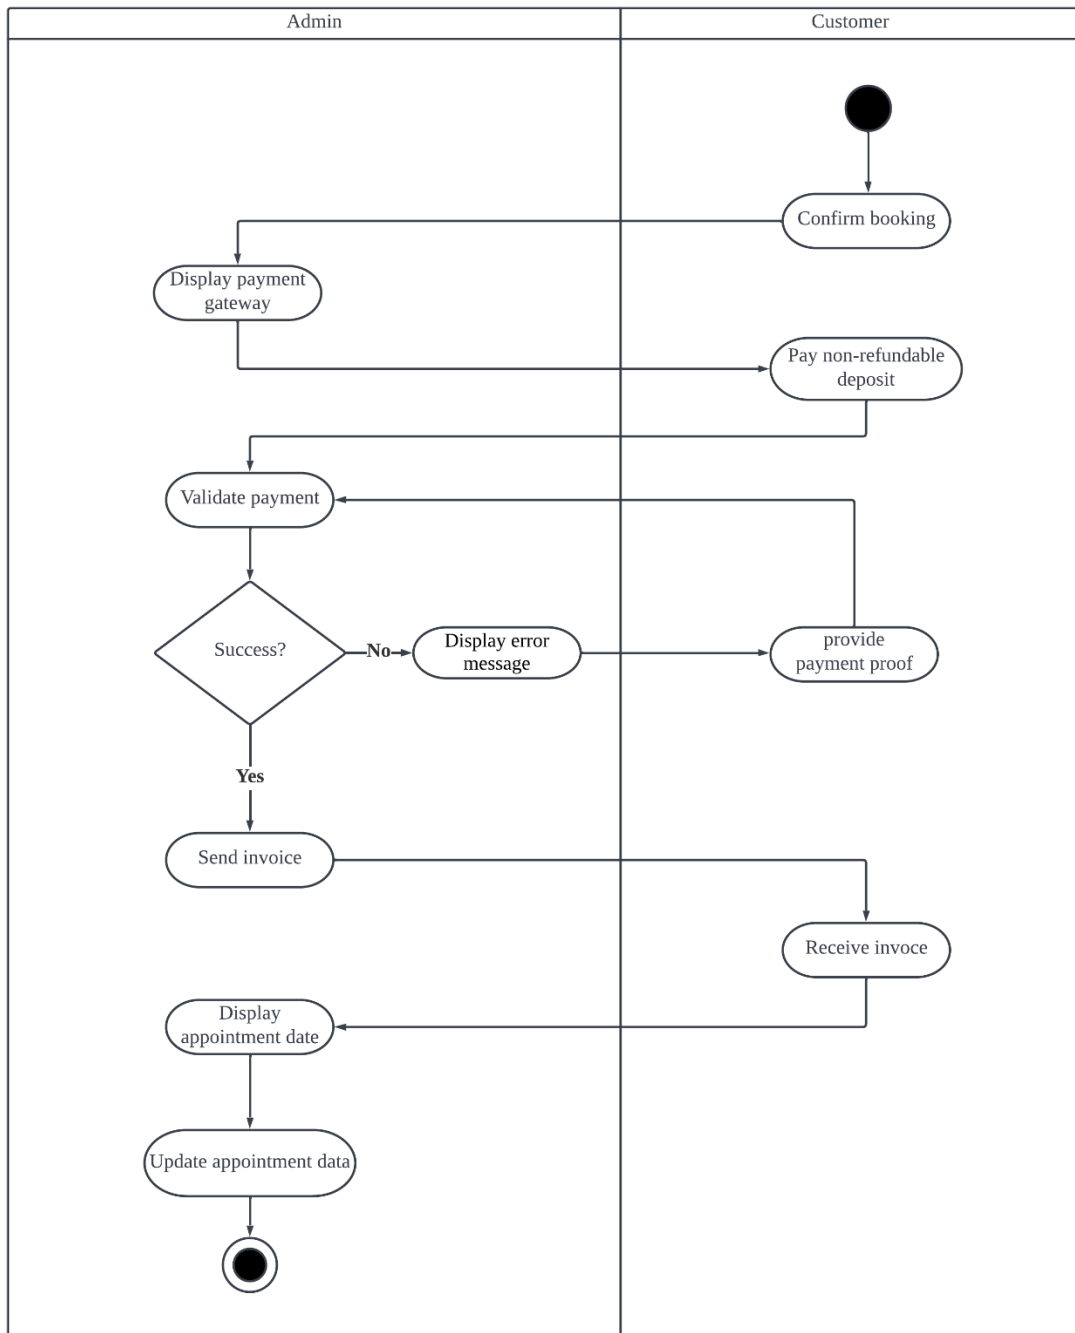 Admin
Customer
Confirm booking
Display payment
gateway
Pay non-refundable
deposit
Validate payment
Success?
No
Display error
message
provide
payment proof
Yes
Send invoice
Receive invoce
Display
appointment date
Update appointment data